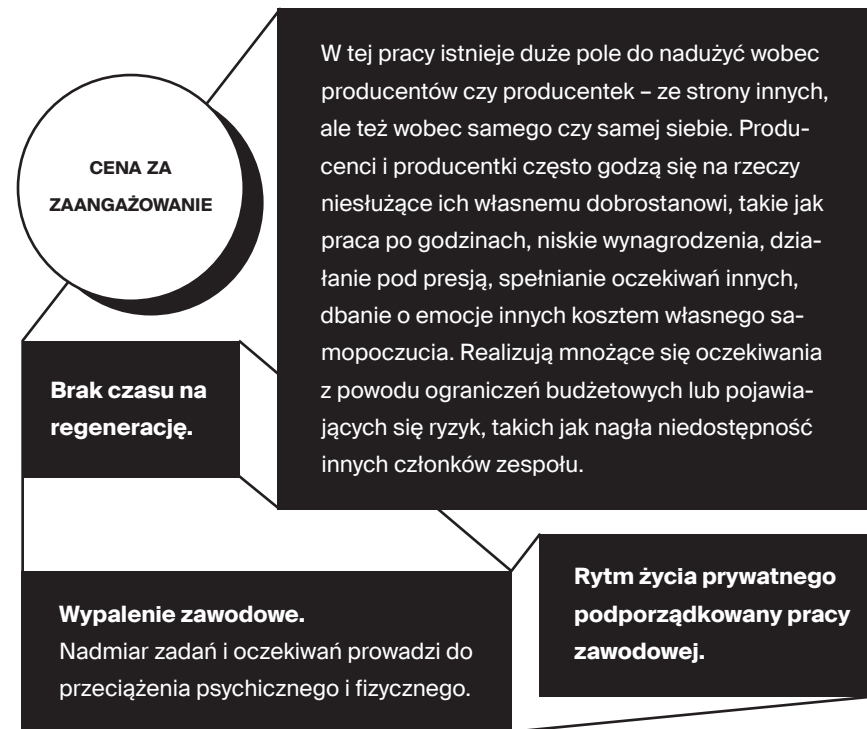 CENA ZA
ZAANGAŻOWANIE
W tej pracy istnieje duże pole do nadużyć wobec
producentów czy producentek – ze strony innych,
ale też wobec samego czy samej siebie. Produ-
cenci i producentki często godzą się na rzeczy
niesłużące ich własnemu dobrostanowi, takie jak
praca po godzinach, niskie wynagrodzenia, dzia-
łanie pod presją, spełnianie oczekiwań innych,
dbanie o emocje innych kosztem własnego sa-
mopoczucia. Realizują mnożące się oczekiwania
z powodu ograniczeń budżetowych lub pojawia-
jących się ryzyk, takich jak nagła niedostępność
innych członków zespołu.
Brak czasu na
regenerację.
Wypalenie zawodowe.
Nadmiar zadań i oczekiwań prowadzi do
przeciążenia psychicznego i fizycznego.
Rytm życia prywatnego
podporządkowany pracy
zawodowej.